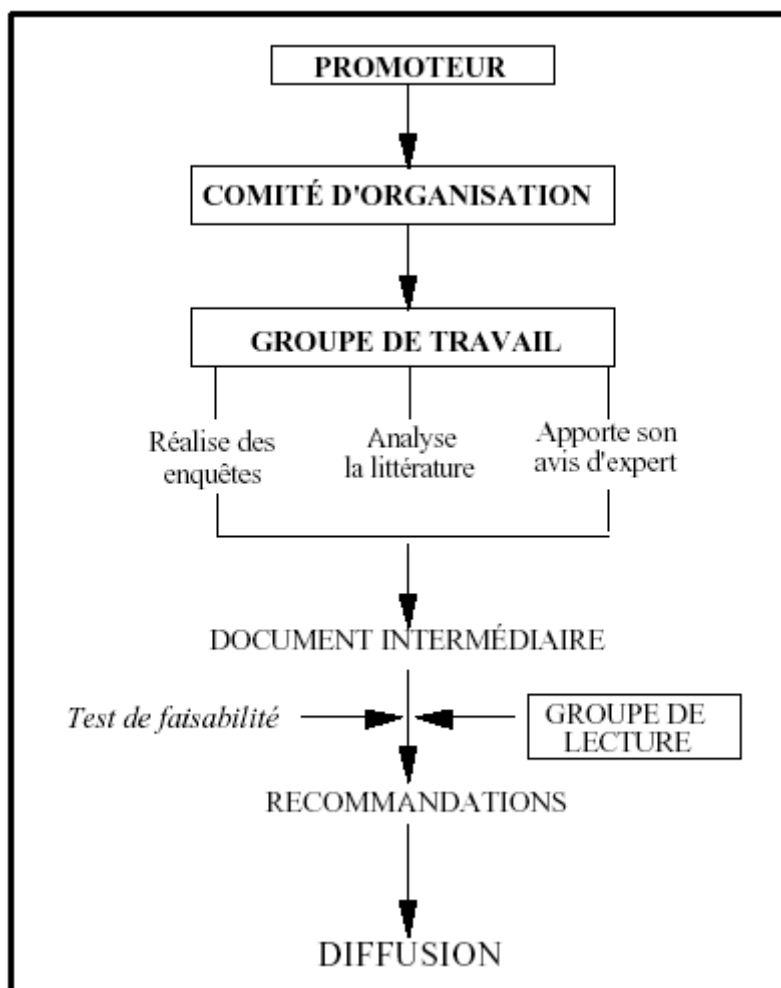 PROMOTEUR
COMITÉ D'ORGANISATION
GROUPE DE TRAVAIL
Réalise des
enquêtes
Analyse
la littérature
Apporte son
avis d'expert
DOCUMENT INTERMÉDIAIRE
Test de faisabilité
GROUPE DE
LECTURE
RECOMMANDATIONS
DIFFUSION